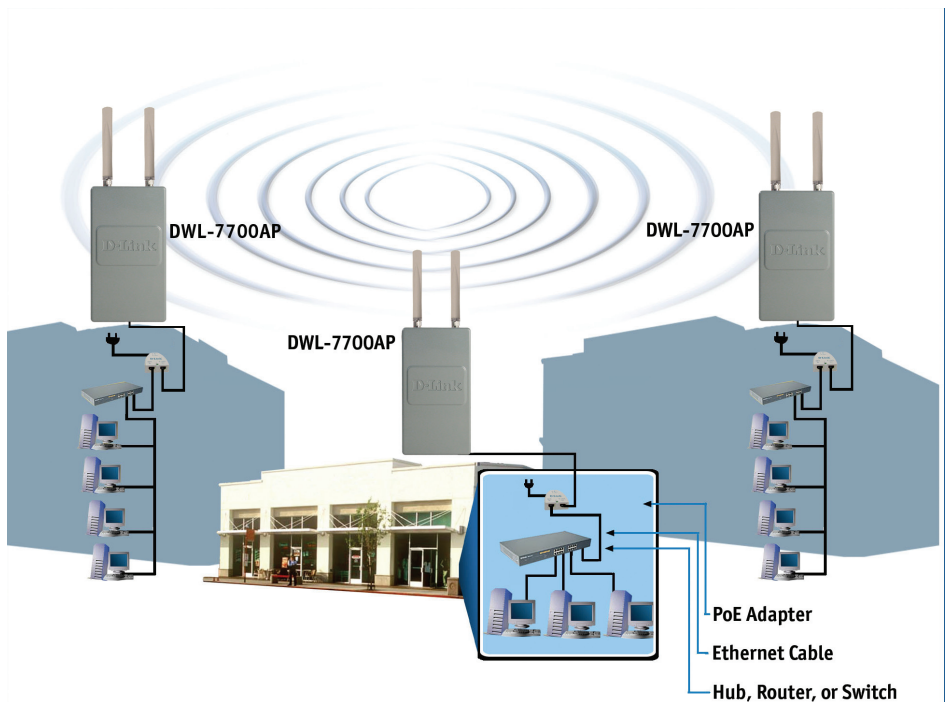 DWL-7700AP
DWL-7700AP
DWL-7700AP
D-Link
D-Link
D-Link
PoE Adapter
Ethernet Cable
Hub, Router, or Switch